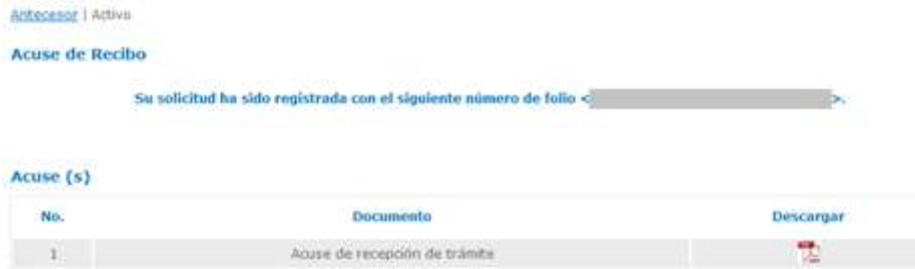 Antecesor | Activo
Acuse de Recibo
Su solicitud ha sido registrada con el siguiente número de folio < >.
Acuse (s)
No. Documento Descargar
1 Acuse de recepción de trámite